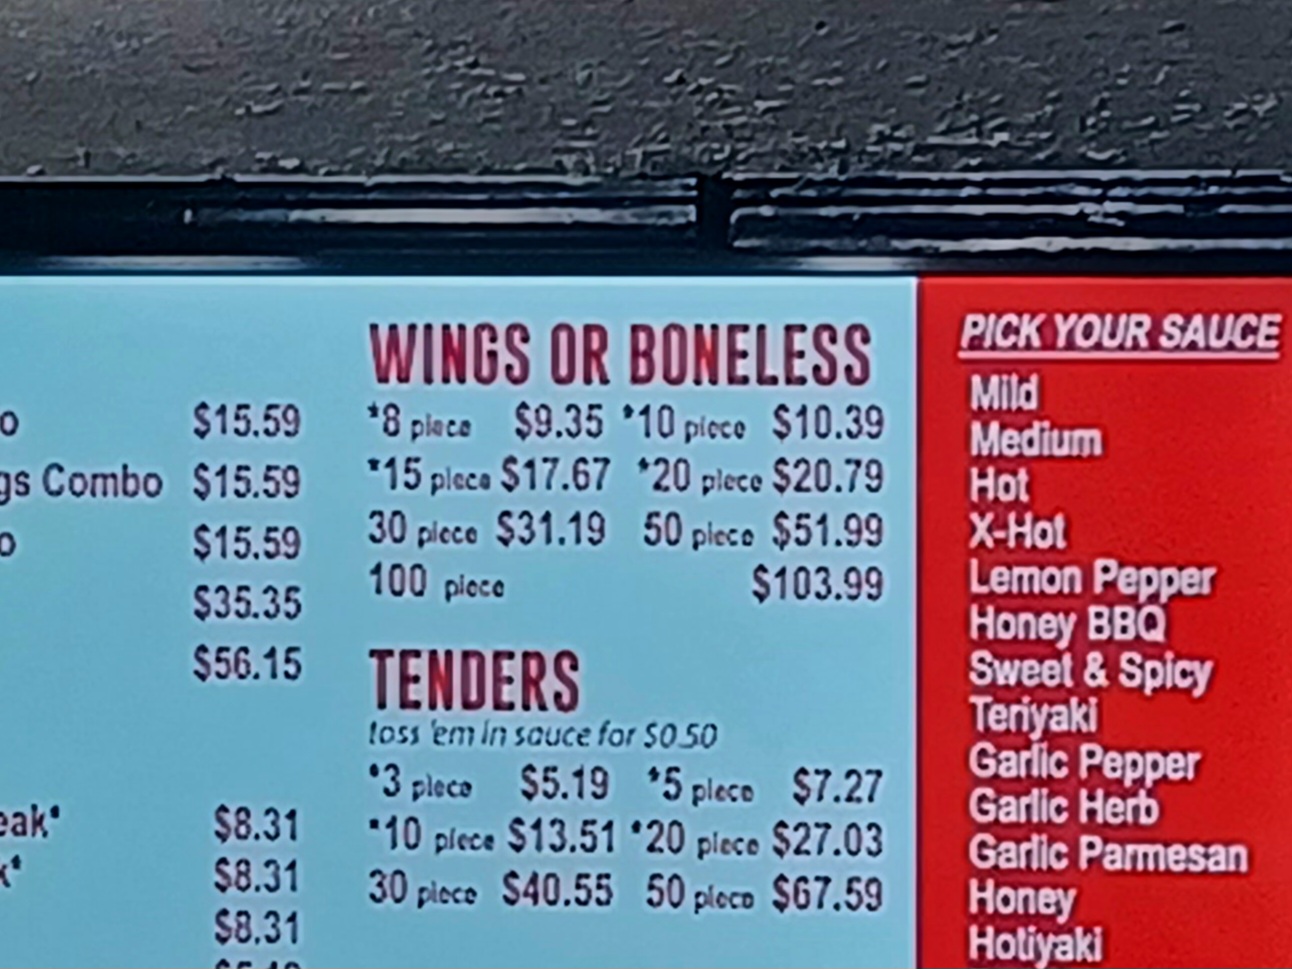 o $15.59
gs Combo $15.59
o $15.59
$35.35
$56.15
eak* $8.31
k* $8.31
$8.31
WINGS OR BONELESS
*8 piece $9.35 *10 piece $10.39
*15 piece $17.67 *20 piece $20.79
30 piece $31.19 50 piece $51.99
100 piece $103.99
TENDERS
toss 'em in sauce for $0.50
*3 piece $5.19 *5 piece $7.27
*10 piece $13.51 *20 piece $27.03
30 piece $40.55 50 piece $67.59
PICK YOUR SAUCE
Mild
Medium
Hot
X-Hot
Lemon Pepper
Honey BBQ
Sweet & Spicy
Teriyaki
Garlic Pepper
Garlic Herb
Garlic Parmesan
Honey
Hotiyaki